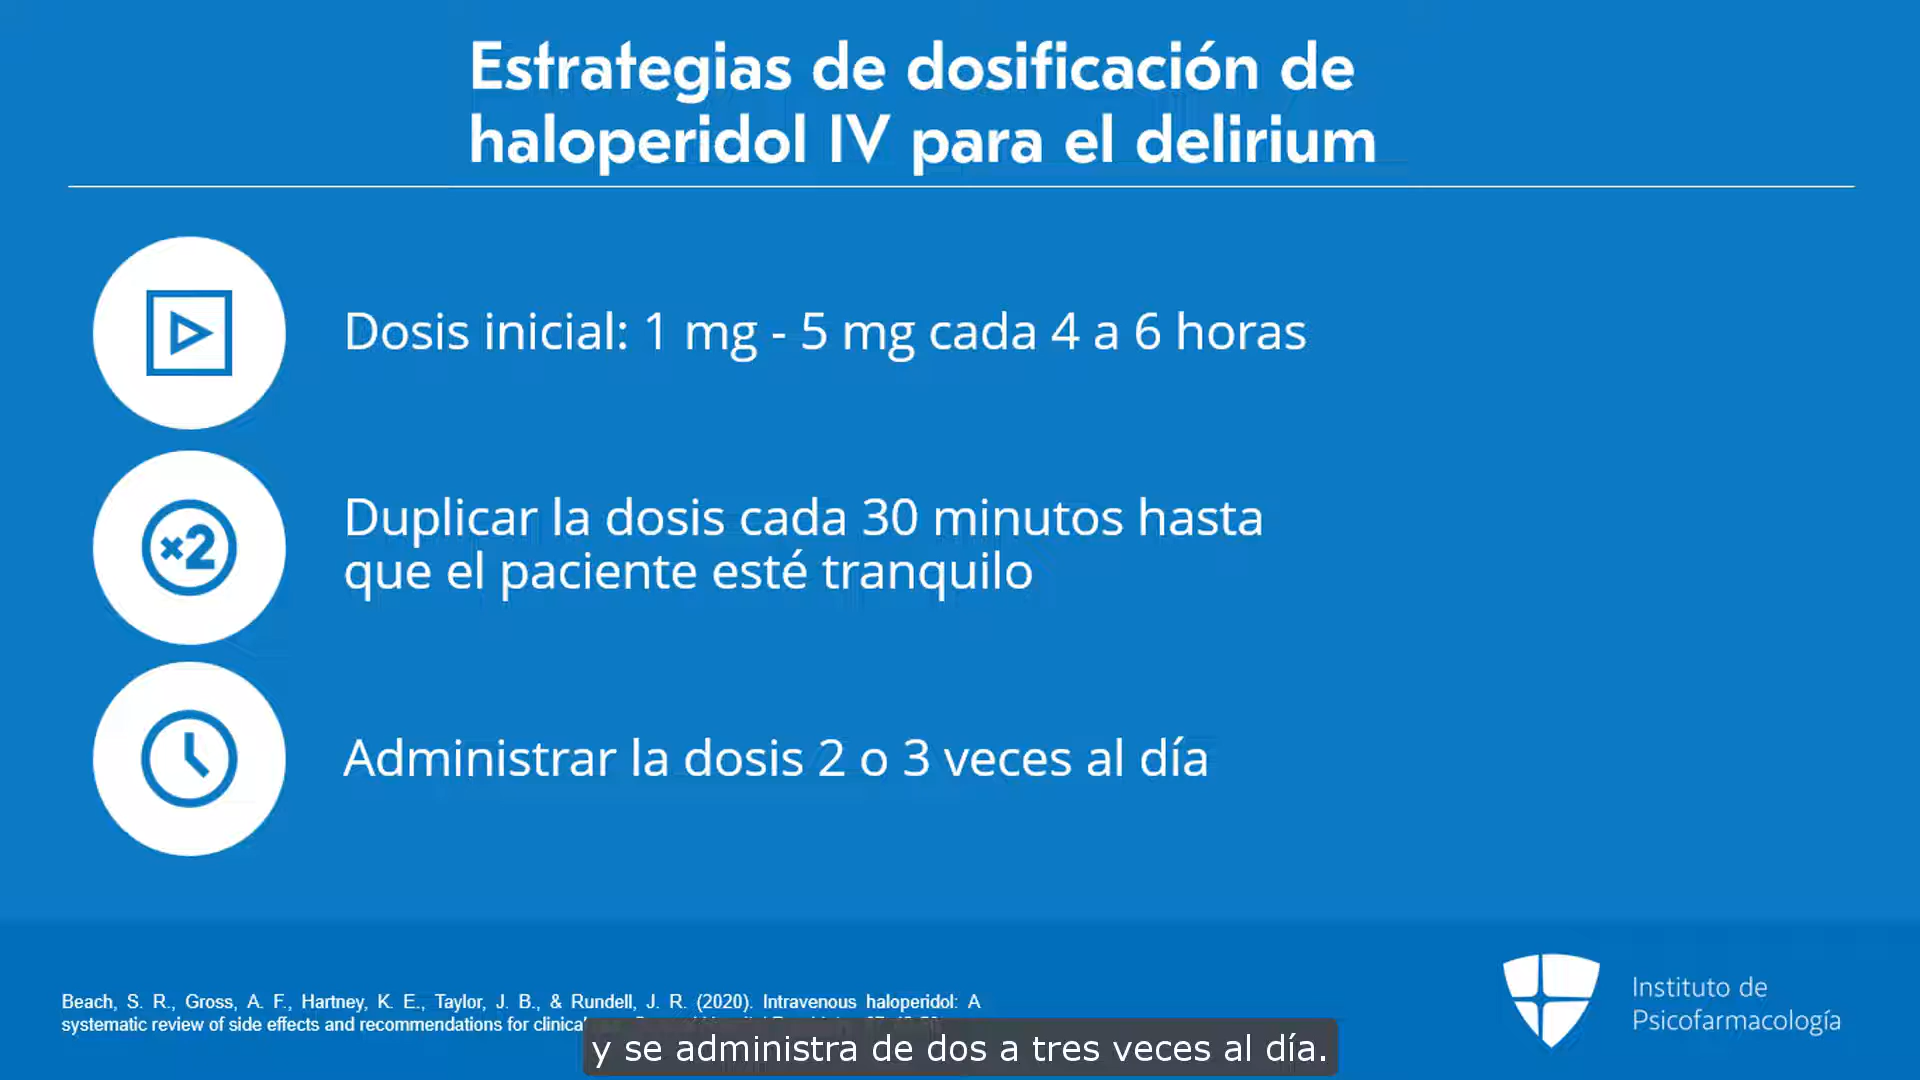 Estrategias de dosificación de
haloperidol IV para el delirium
Dosis inicial: 1 mg - 5 mg cada 4 a 6 horas
×2
Duplicar la dosis cada 30 minutos hasta
que el paciente esté tranquilo
Administrar la dosis 2 o 3 veces al día
Beach, S. R., Gross, A. F., Hartney, K. E., Taylor, J. B., & Rundell, J. R. (2020). Intravenous haloperidol: A
systematic review of side effects and recommendations for clinical
Instituto de
Psicofarmacología
y se administra de dos a tres veces al día.